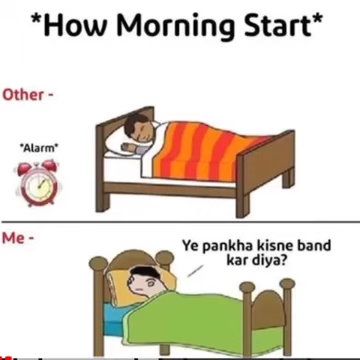 *How Morning Start*
Other -
*Alarm*
Me -
Ye pankha kisne band
kar diya?